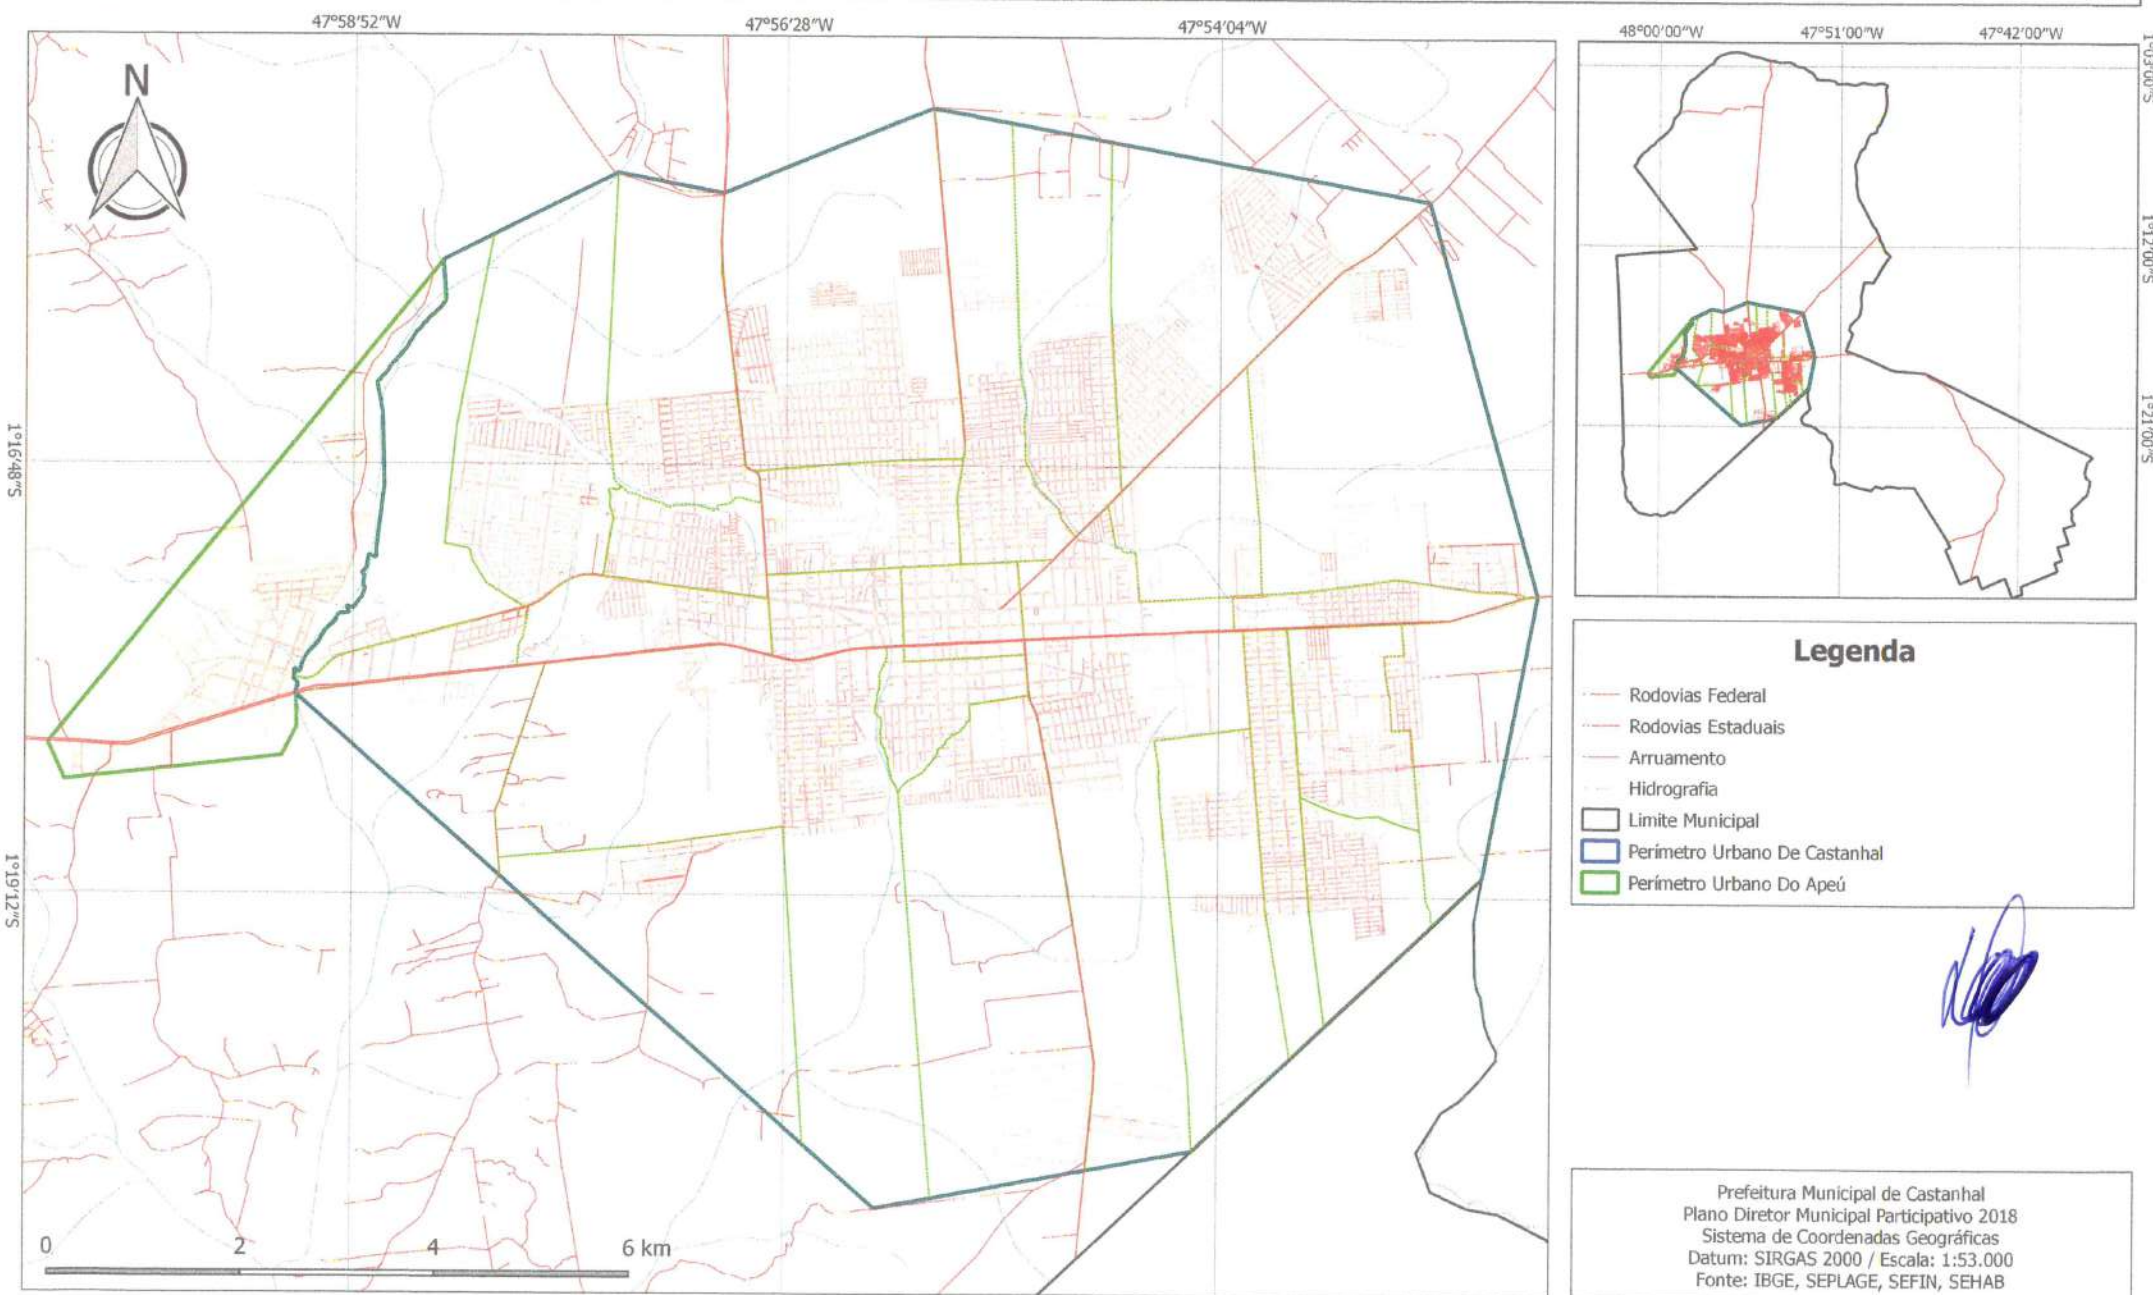 47°58'52"W
47°56'28"W
47°54'04"W
48°00'00"W
47°51'00"W
47°42'00"W
N
1°03'00"S
1°12'00"S
1°21'00"S
1°16'48"S
1°19'12"S
0 2 4 6 km
Legenda
Rodovias Federal
Rodovias Estaduais
Arruamento
Hidrografia
Limite Municipal
Perímetro Urbano De Castanhal
Perímetro Urbano Do Apeú
Prefeitura Municipal de Castanhal
Plano Diretor Municipal Participativo 2018
Sistema de Coordenadas Geográficas
Datum: SIRGAS 2000 / Escala: 1:53.000
Fonte: IBGE, SEPLAGE, SEFIN, SEHAB